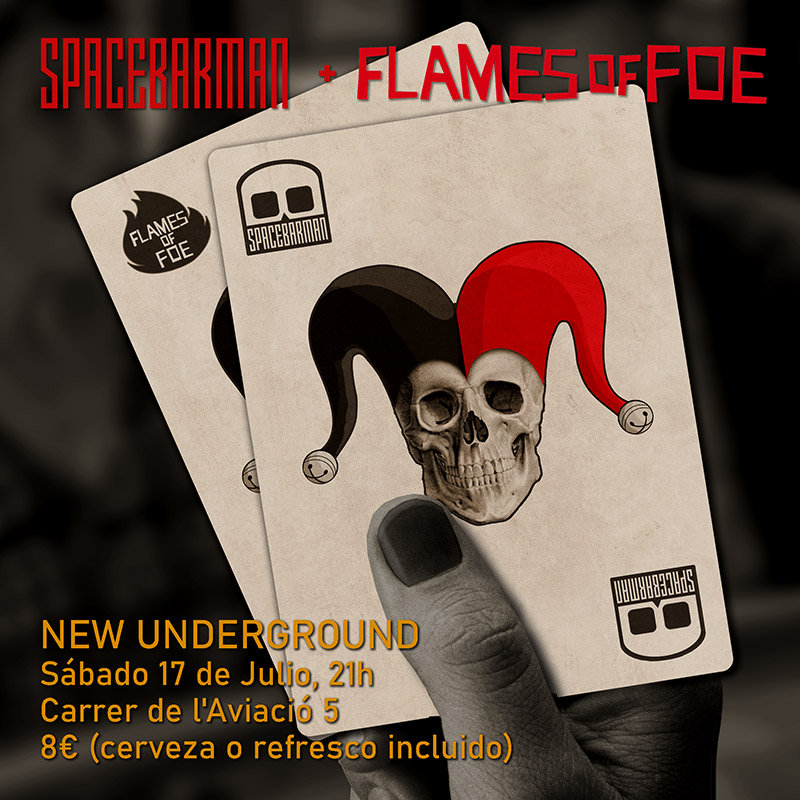 SPACEBARMAN + FLAMES OF FOE
FLAMES
OF
FOE
SPACEBARMAN
SPACEBARMAN
NEW UNDERGROUND
Sábado 17 de Julio, 21h
Carrer de l'Aviació 5
8€ (cerveza o refresco incluido)